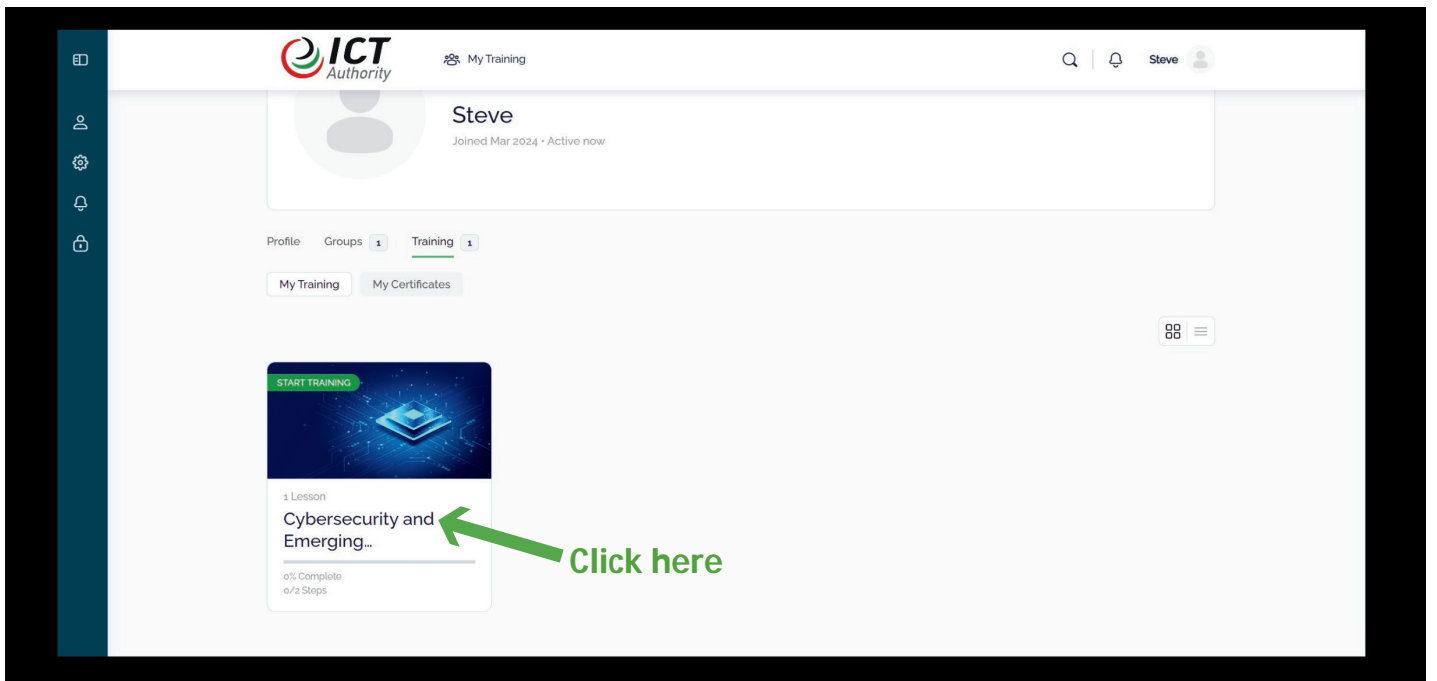 ICT
Authority
My Training
Steve
Steve
Joined Mar 2024 • Active now
Profile Groups 1 Training 1
My Training My Certificates
START TRAINING
1 Lesson
Cybersecurity and
Emerging...
0% Complete
0/2 Steps
Click here